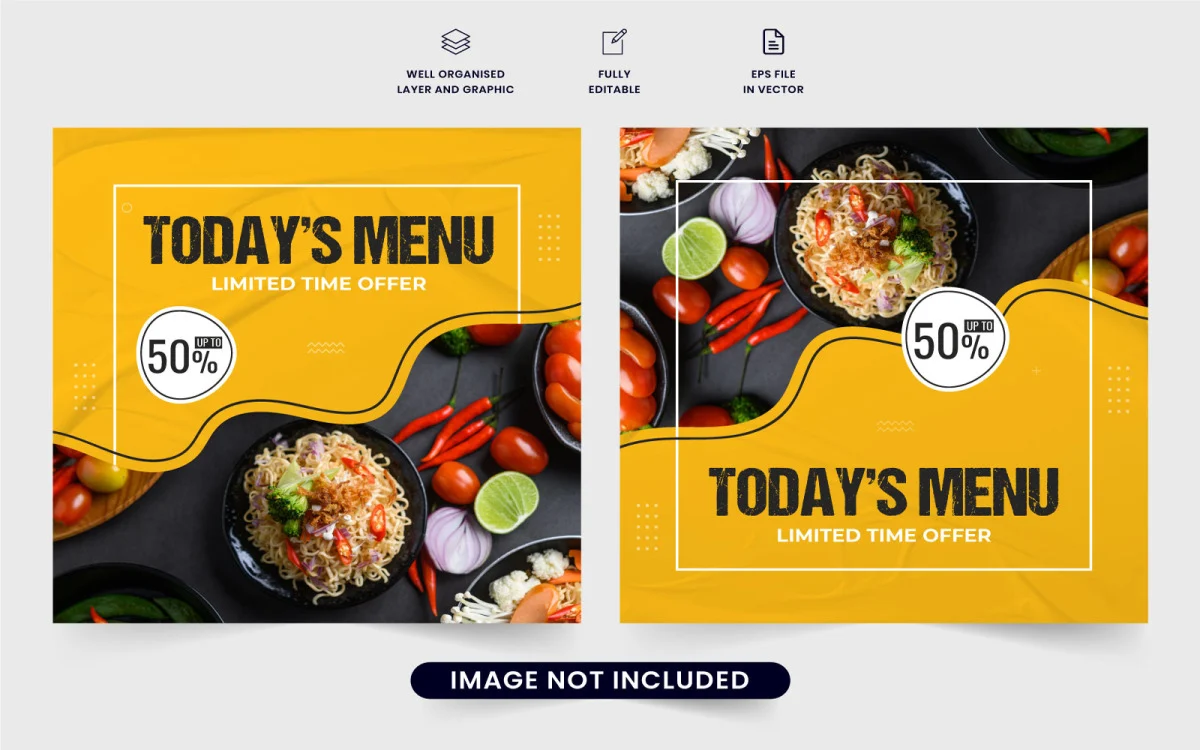 WELL ORGANISED
LAYER AND GRAPHIC
FULLY
EDITABLE
EPS FILE
IN VECTOR
TODAY'S MENU
LIMITED TIME OFFER
UP TO
50%
50%
UP TO
TODAY'S MENU
LIMITED TIME OFFER
IMAGE NOT INCLUDED